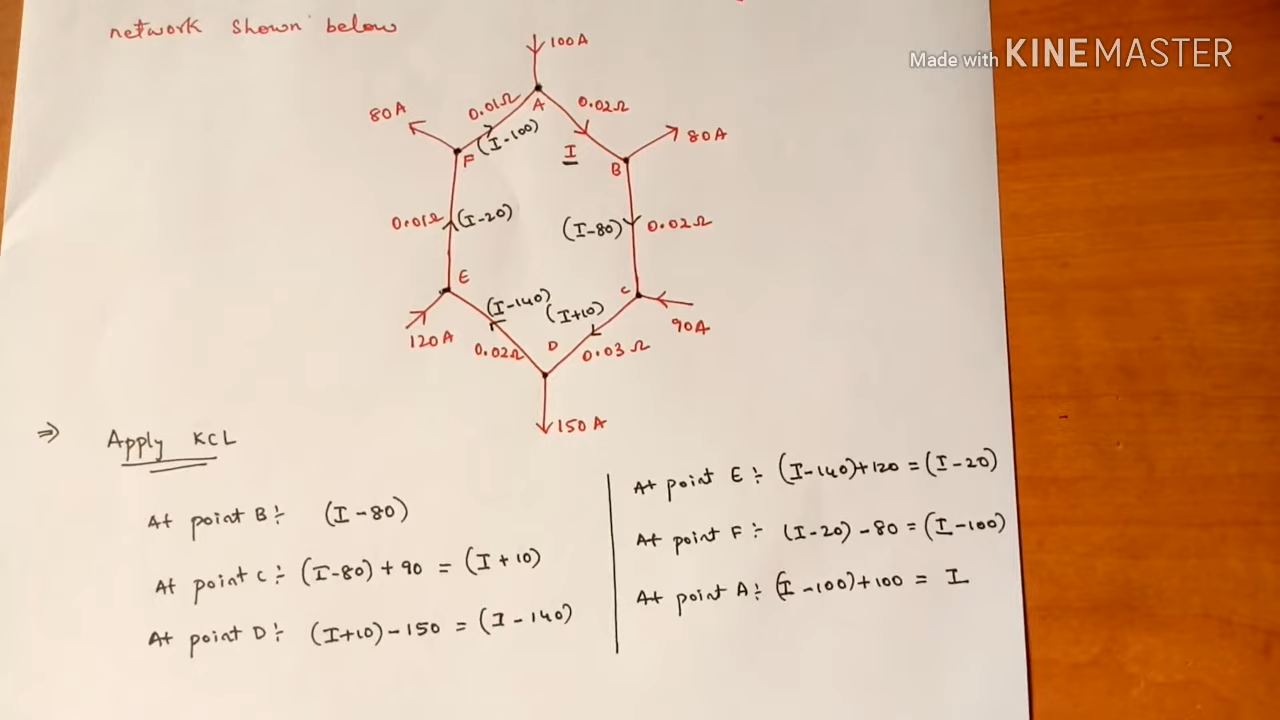 network shown below
Made with KINEMASTER
100A
80A
0.01Ω
A
0.02Ω
F
(I-100)
I
B
80A
0.01Ω
(I-20)
(I-80)
0.02Ω
E
(I-140)
(I+10)
C
120A
0.02Ω
D
0.03Ω
90A
150A
⇒ Apply KCL
At point B÷ (I-80)
At point C÷ (I-80)+90 = (I+10)
At point D÷ (I+10)-150 = (I-140)
At point E÷ (I-140)+120 = (I-20)
At point F÷ (I-20)-80 = (I-100)
At point A÷ (I-100)+100 = I